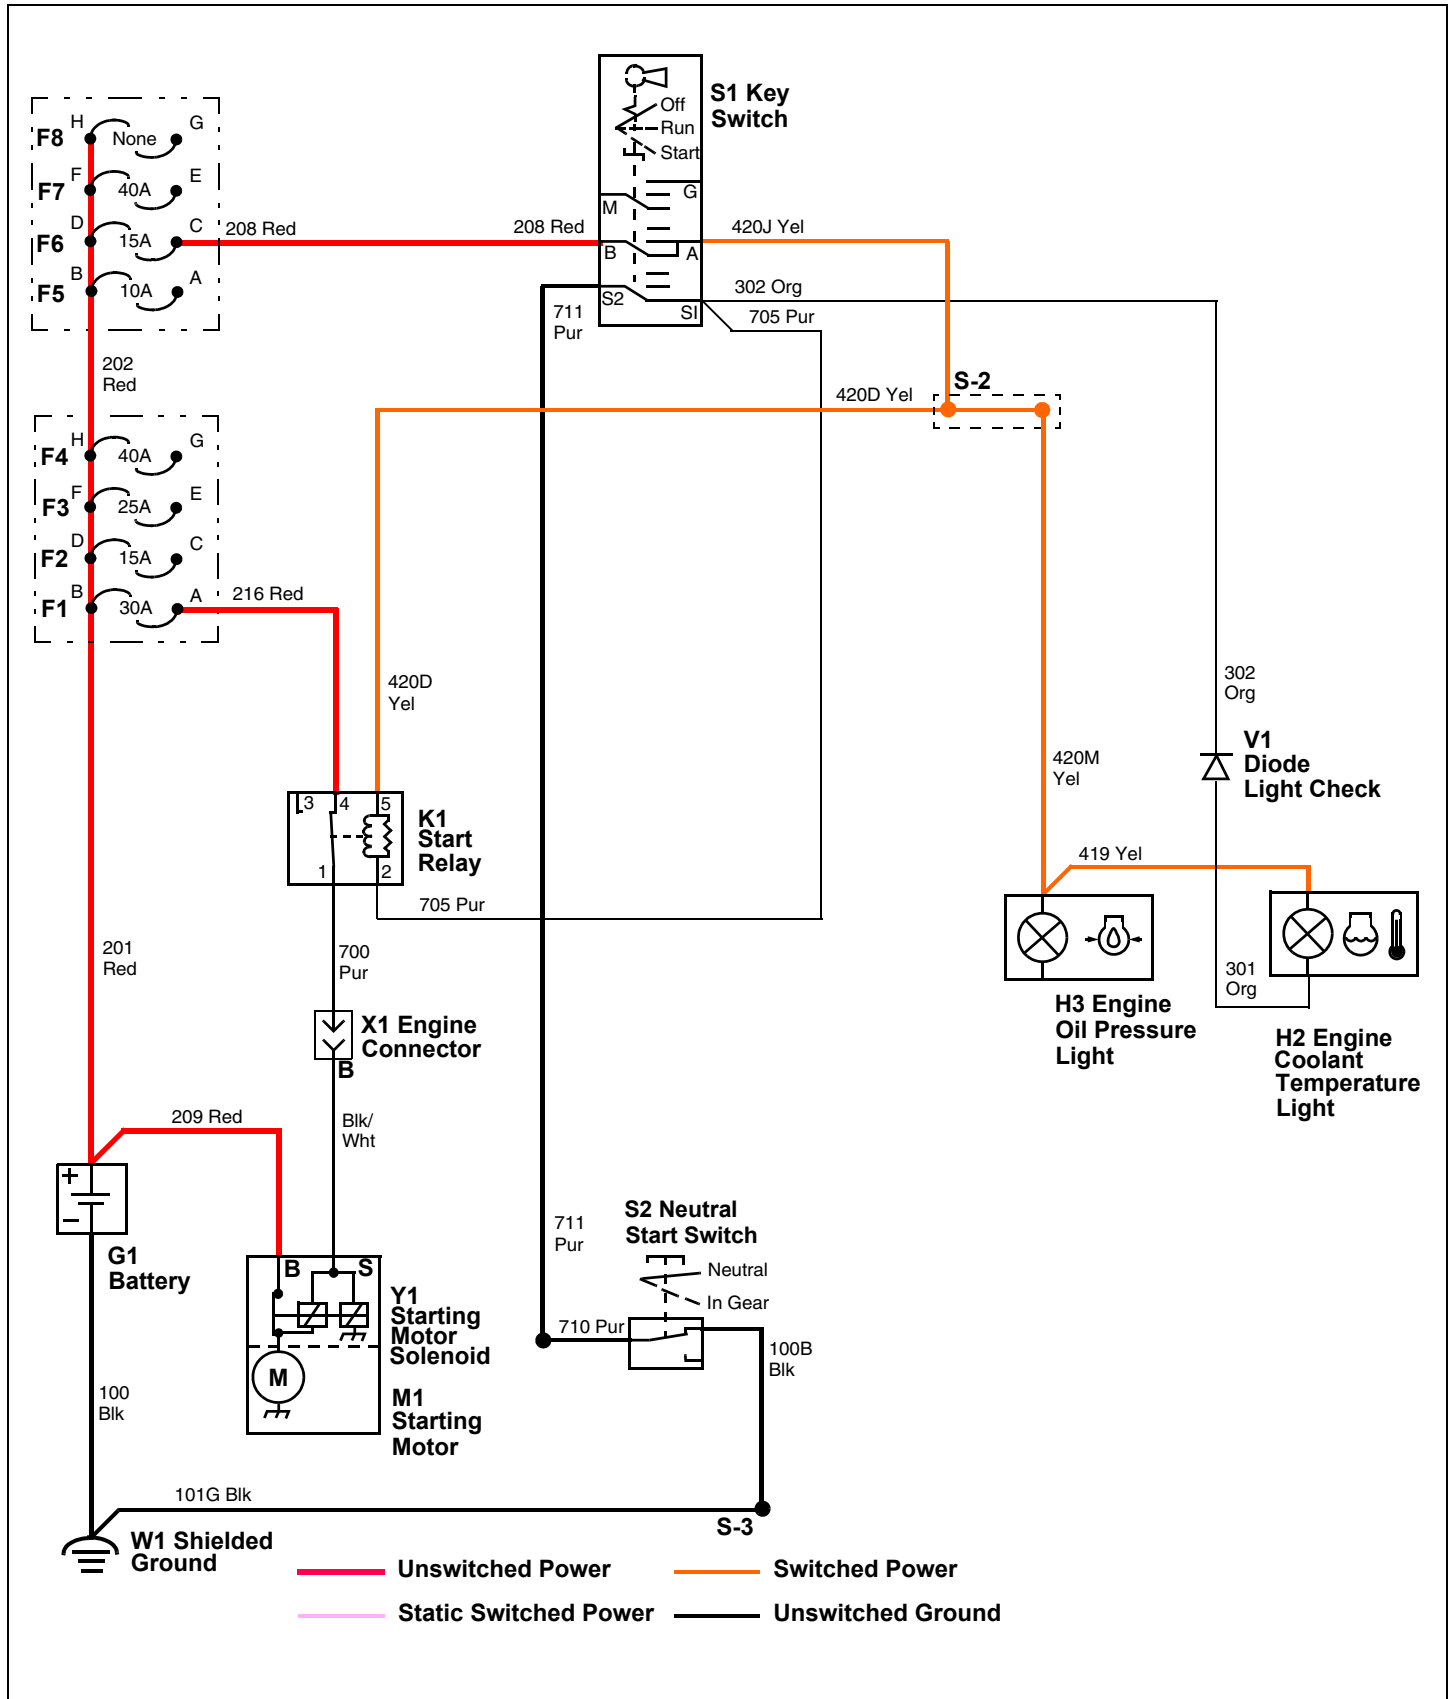 S1 Key
Switch
Off
Run
Start
M
G
B
A
S2
SI
F8
H
None
G
F7
F
40A
E
F6
D
15A
C
F5
B
10A
A
208 Red
208 Red
420J Yel
302 Org
705 Pur
711
Pur
202
Red
S-2
420D Yel
F4
H
40A
G
F3
F
25A
E
F2
D
15A
C
F1
B
30A
A
216 Red
420D
Yel
302
Org
V1
Diode
Light Check
420M
Yel
3
4
5
1
2
K1
Start
Relay
419 Yel
705 Pur
201
Red
700
Pur
301
Org
X1 Engine
Connector
B
H3 Engine
Oil Pressure
Light
H2 Engine
Coolant
Temperature
Light
209 Red
Blk/
Wht
+
−
G1
Battery
B
S
Y1
Starting
Motor
Solenoid
M
M1
Starting
Motor
711
Pur
S2 Neutral
Start Switch
Neutral
In Gear
710 Pur
100B
Blk
100
Blk
101G Blk
S-3
W1 Shielded
Ground
Unswitched Power
Switched Power
Static Switched Power
Unswitched Ground